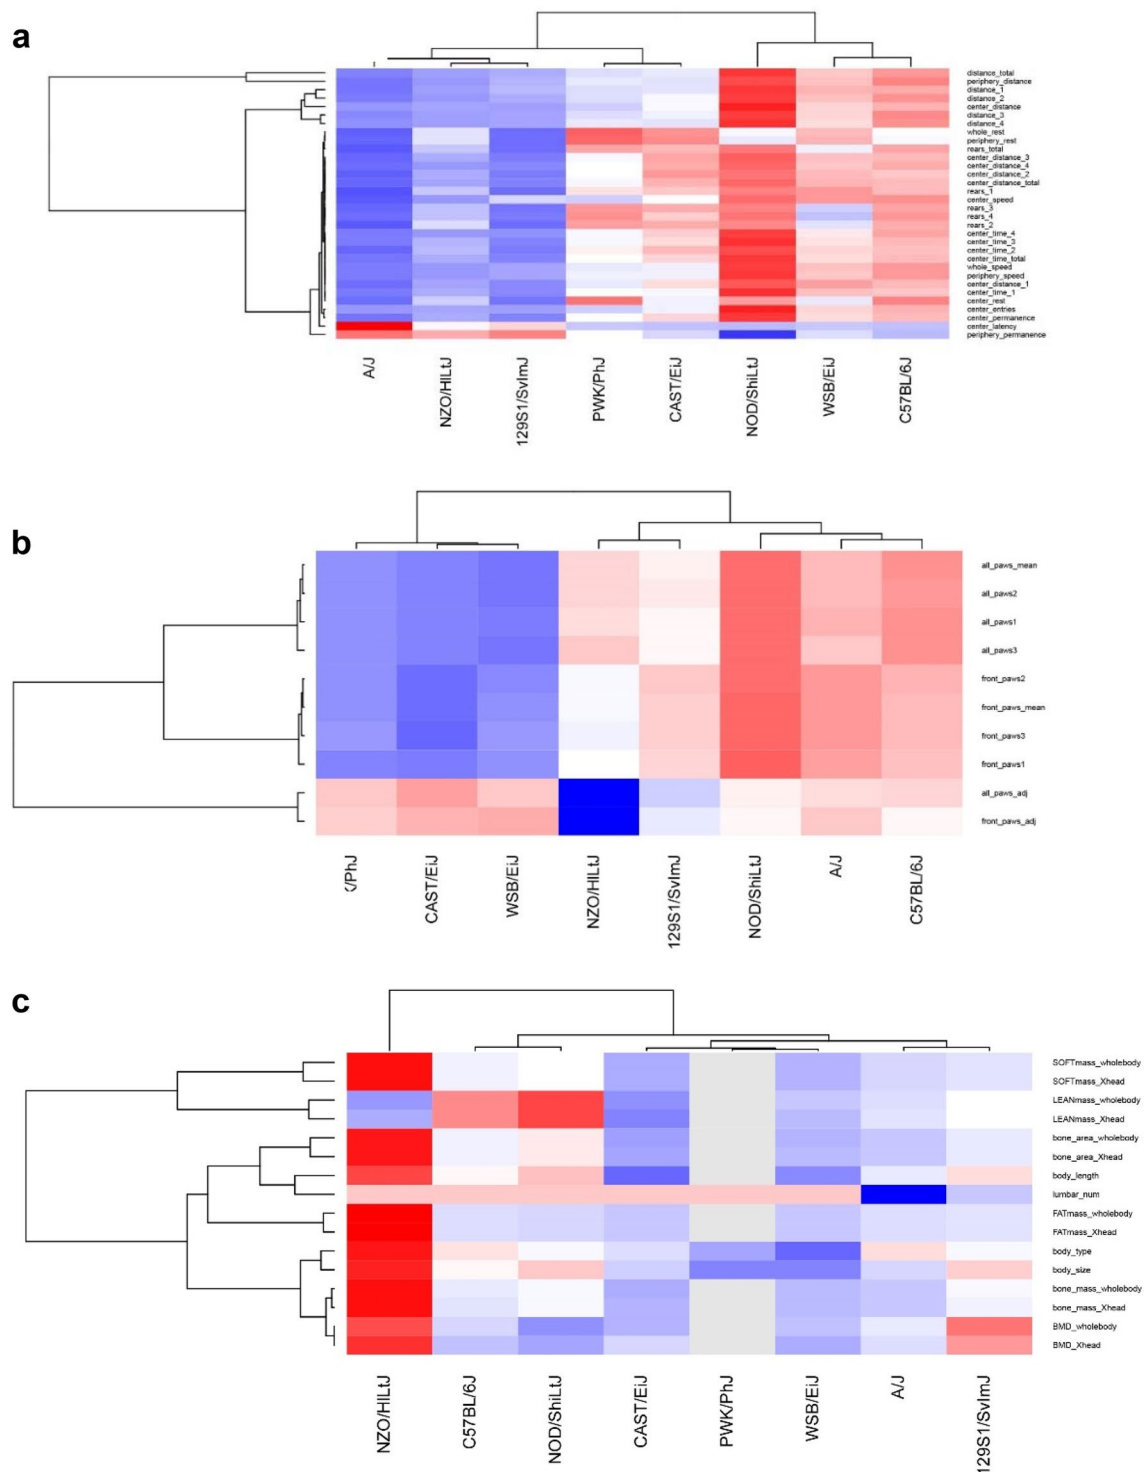 a
distance_total
periphery_distance
distance_1
distance_2
center_distance
distance_3
distance_4
whole_rest
periphery_rest
rears_total
center_distance_3
center_distance_4
center_distance_2
center_distance_total
rears_1
center_speed
rears_3
rears_4
rears_2
center_time_4
center_time_3
center_time_2
center_time_total
whole_speed
periphery_speed
center_distance_1
center_time_1
center_rest
center_entries
center_permanence
center_latency
periphery_permanence
A/J
NZO/HlLtJ
129S1/SvImJ
PWK/PhJ
CAST/EiJ
NOD/ShiLtJ
WSB/EiJ
C57BL/6J
b
all_paws_mean
all_paws2
all_paws1
all_paws3
front_paws2
front_paws_mean
front_paws3
front_paws1
all_paws_adj
front_paws_adj
/PhJ
CAST/EiJ
WSB/EiJ
NZO/HILtJ
129S1/SvImJ
NOD/ShiLtJ
A/J
C57BL/6J
c
SOFTmass_wholebody
SOFTmass_Xhead
LEANmass_wholebody
LEANmass_Xhead
bone_area_wholebody
bone_area_Xhead
body_length
lumbar_num
FATmass_wholebody
FATmass_Xhead
body_type
body_size
bone_mass_wholebody
bone_mass_Xhead
BMD_wholebody
BMD_Xhead
NZO/HILtJ
C57BL/6J
NOD/ShiLtJ
CAST/EiJ
PWK/PhJ
WSB/EiJ
A/J
129S1/SvImJ